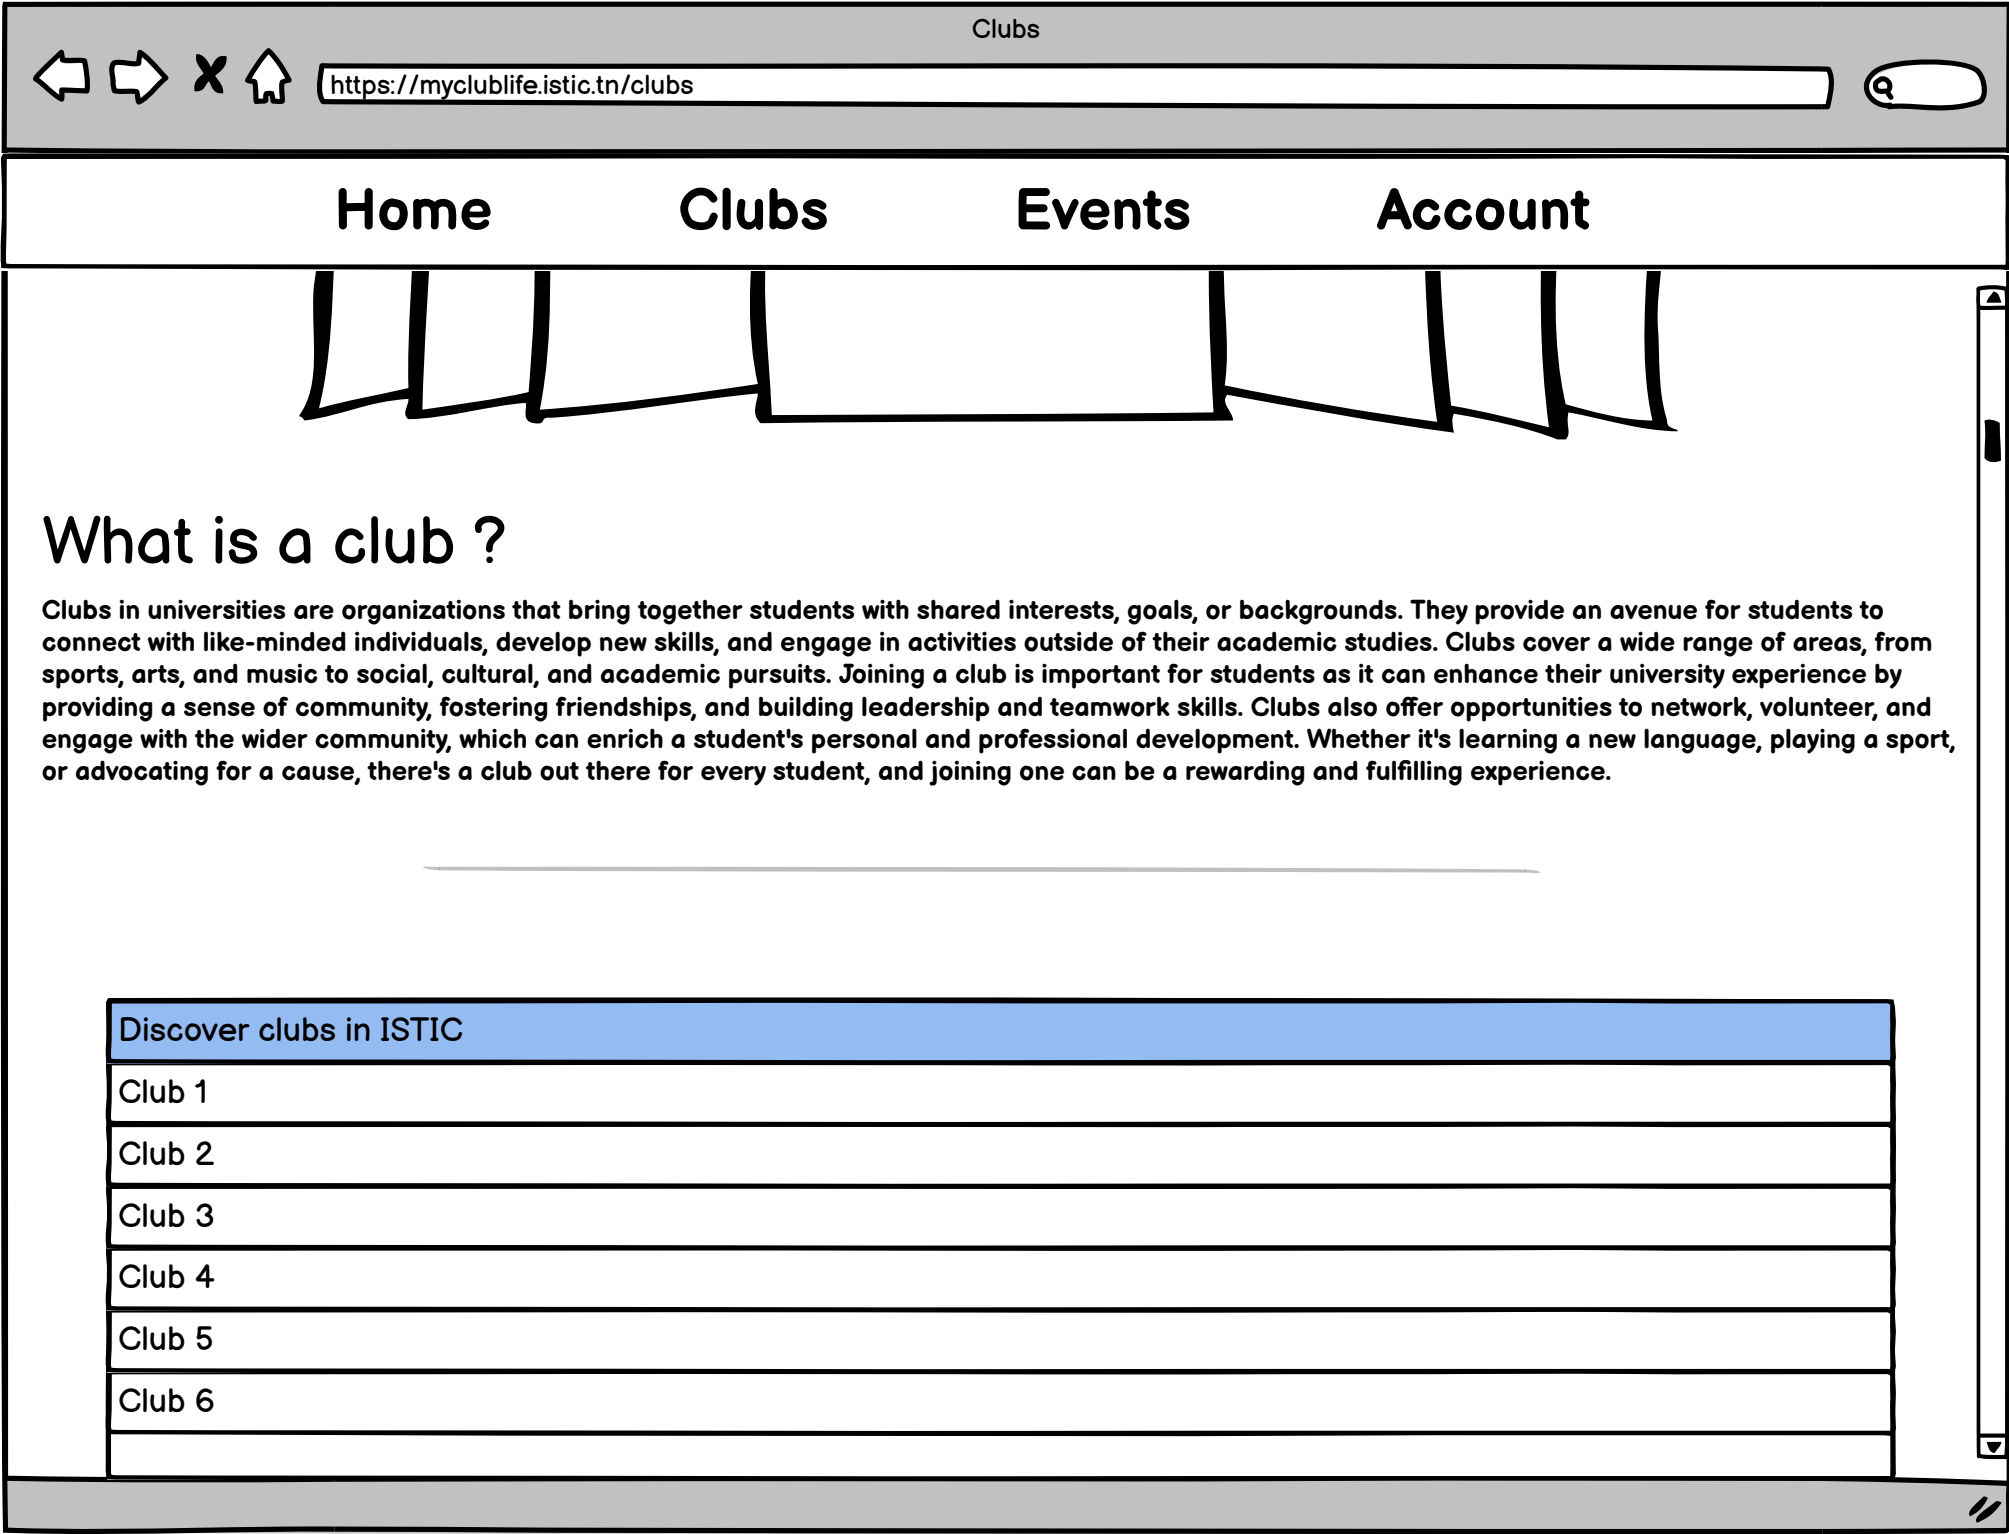 Clubs
https://myclublife.istic.tn/clubs
Home Clubs Events Account
What is a club ?
Clubs in universities are organizations that bring together students with shared interests, goals, or backgrounds. They provide an avenue for students to
connect with like-minded individuals, develop new skills, and engage in activities outside of their academic studies. Clubs cover a wide range of areas, from
sports, arts, and music to social, cultural, and academic pursuits. Joining a club is important for students as it can enhance their university experience by
providing a sense of community, fostering friendships, and building leadership and teamwork skills. Clubs also offer opportunities to network, volunteer, and
engage with the wider community, which can enrich a student's personal and professional development. Whether it's learning a new language, playing a sport,
or advocating for a cause, there's a club out there for every student, and joining one can be a rewarding and fulfilling experience.
Discover clubs in ISTIC
Club 1
Club 2
Club 3
Club 4
Club 5
Club 6